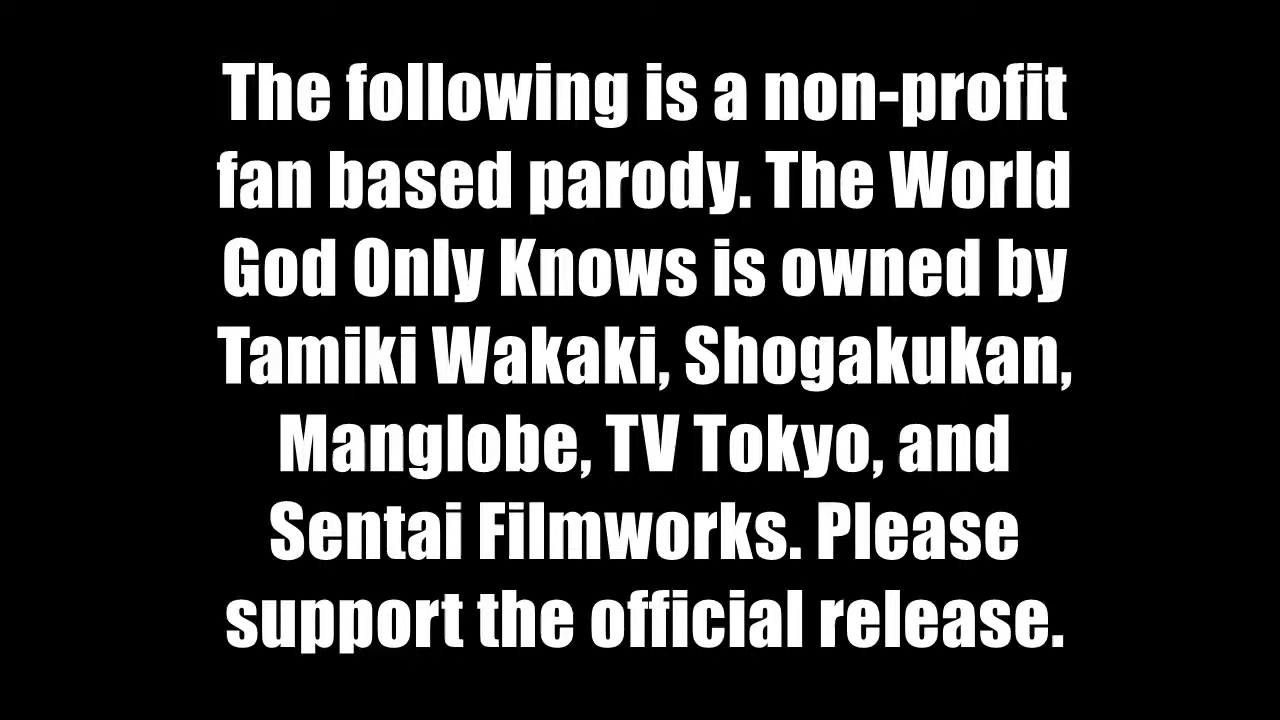 The following is a non-profit
fan based parody. The World
God Only Knows is owned by
Tamiki Wakaki, Shogakukan,
Manglobe, TV Tokyo, and
Sentai Filmworks. Please
support the official release.